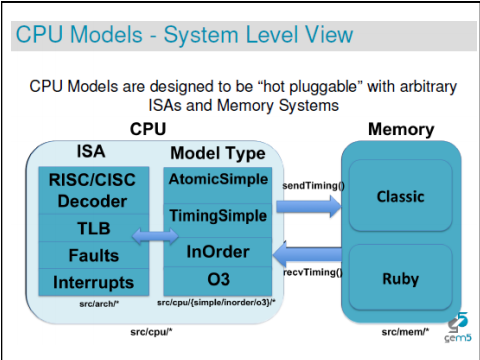 CPU Models - System Level View
CPU Models are designed to be “hot pluggable” with arbitrary
ISAs and Memory Systems
CPU
Memory
ISA
Model Type
RISC/CISC
Decoder
TLB
Faults
Interrupts
src/arch/*
AtomicSimple
TimingSimple
InOrder
O3
src/cpu/{simple/inorder/o3}/*
src/cpu/*
sendTiming()
recvTiming()
Classic
Ruby
src/mem/*
gem5